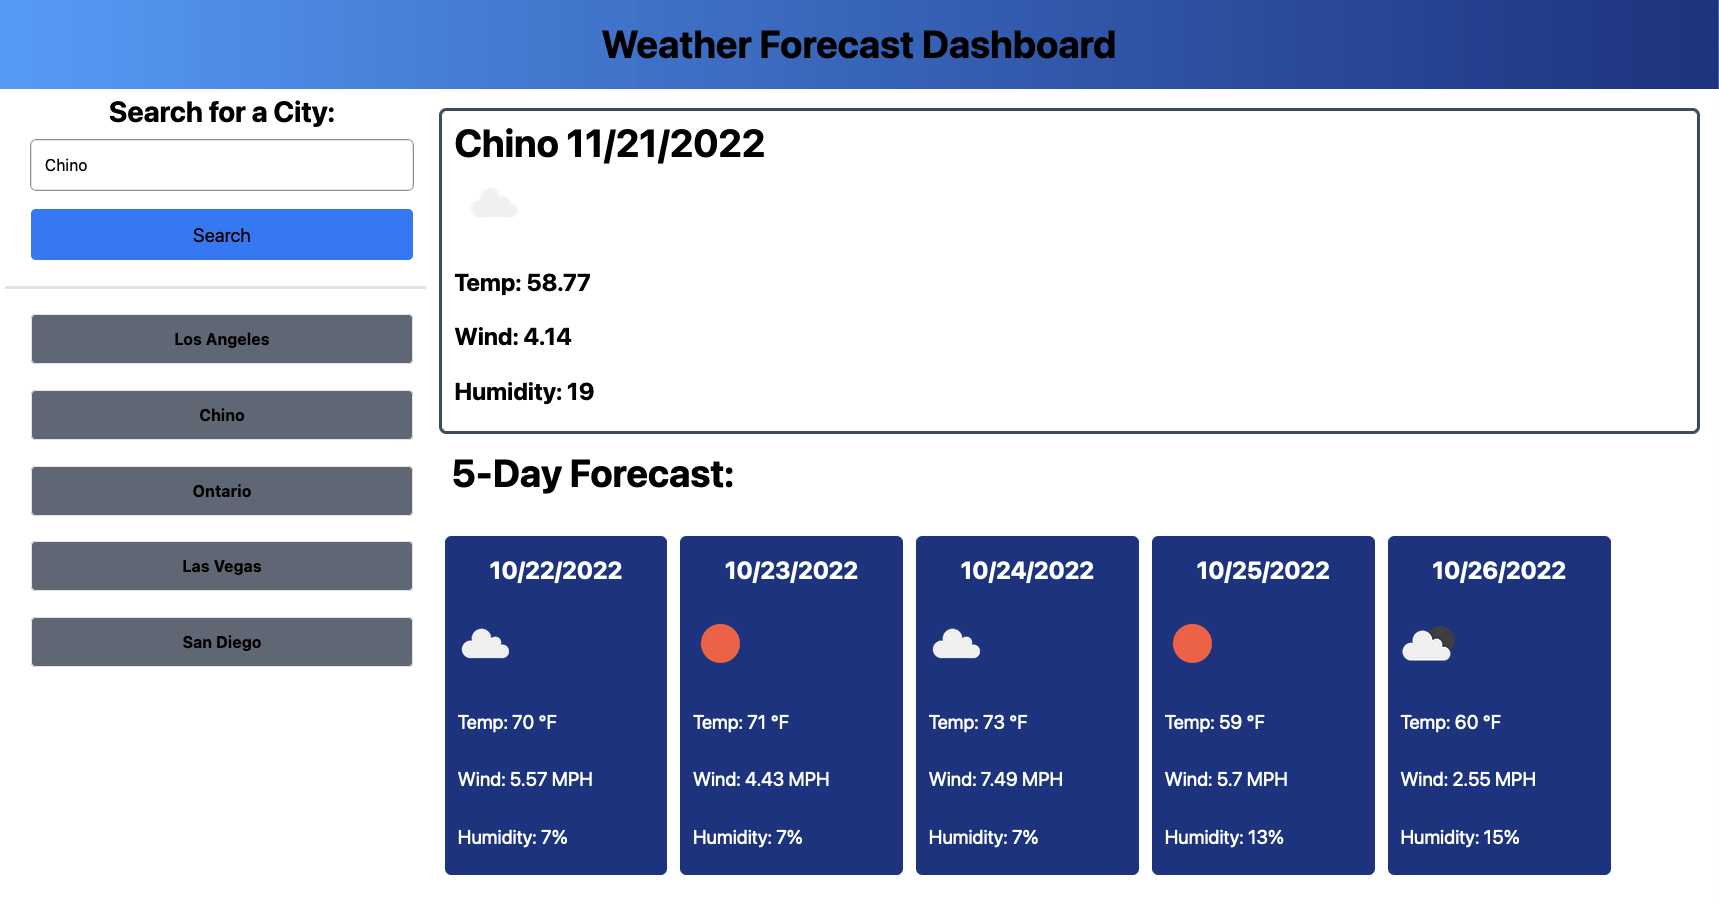 Weather Forecast Dashboard
Search for a City:
Chino
Search
Los Angeles
Chino
Ontario
Las Vegas
San Diego
Chino 11/21/2022
Temp: 58.77
Wind: 4.14
Humidity: 19
5-Day Forecast:
10/22/2022
Temp: 70 °F
Wind: 5.57 MPH
Humidity: 7%
10/23/2022
Temp: 71 °F
Wind: 4.43 MPH
Humidity: 7%
10/24/2022
Temp: 73 °F
Wind: 7.49 MPH
Humidity: 7%
10/25/2022
Temp: 59 °F
Wind: 5.7 MPH
Humidity: 13%
10/26/2022
Temp: 60 °F
Wind: 2.55 MPH
Humidity: 15%